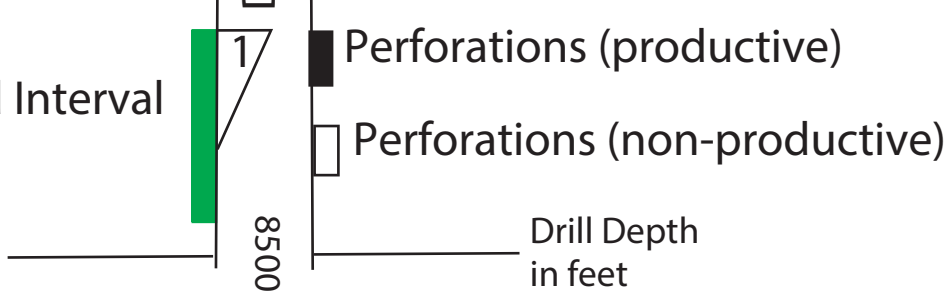 1
Perforations (productive)
Interval
Perforations (non-productive)
8500
Drill Depth
in feet